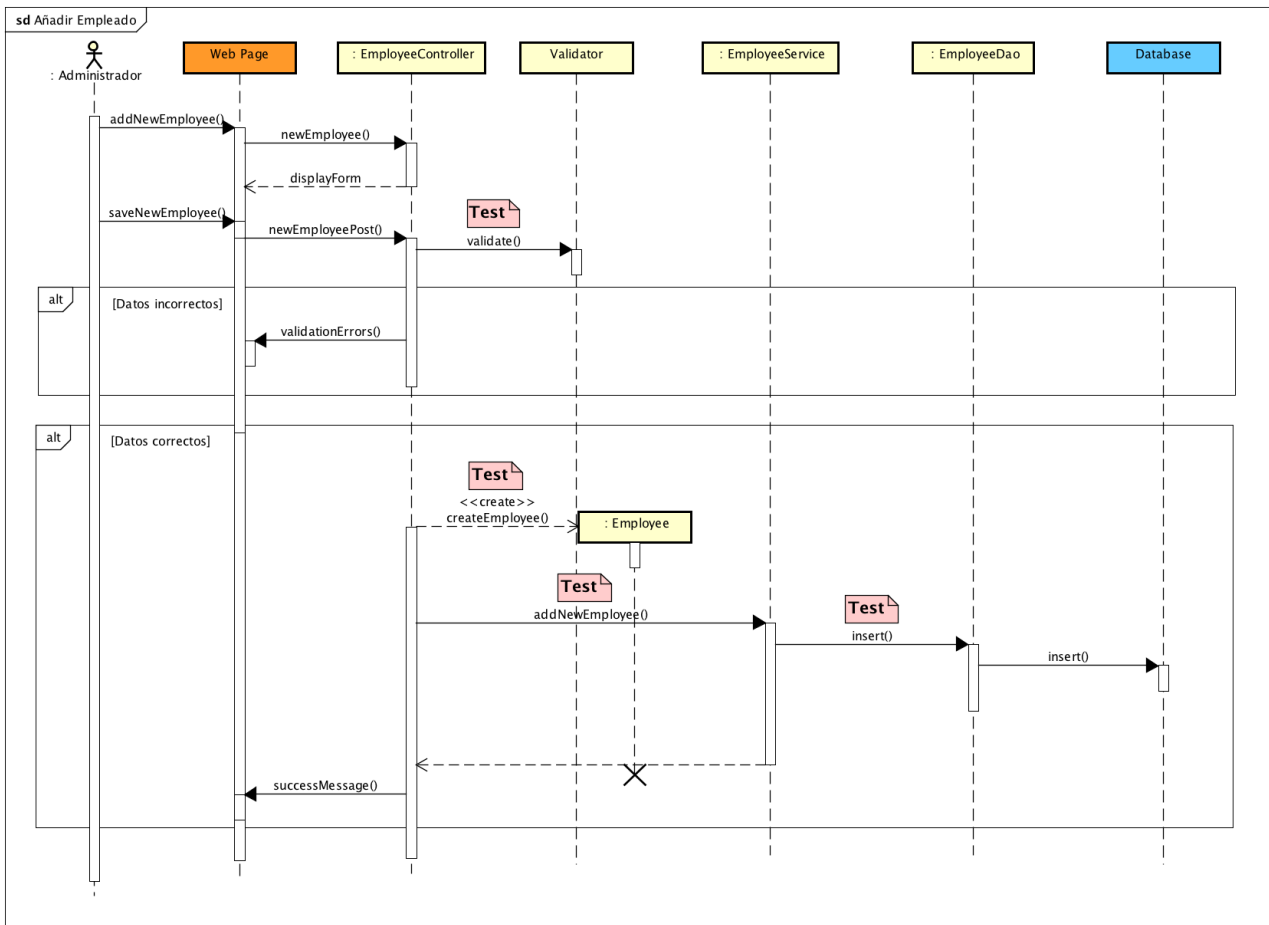 sd Añadir Empleado
: Administrador
Web Page
: EmployeeController
Validator
: EmployeeService
: EmployeeDao
Database
addNewEmployee()
newEmployee()
displayForm
saveNewEmployee()
newEmployeePost()
Test
validate()
alt
[Datos incorrectos]
validationErrors()
alt
[Datos correctos]
Test
<<create>>
createEmployee()
: Employee
Test
addNewEmployee()
Test
insert()
insert()
successMessage()